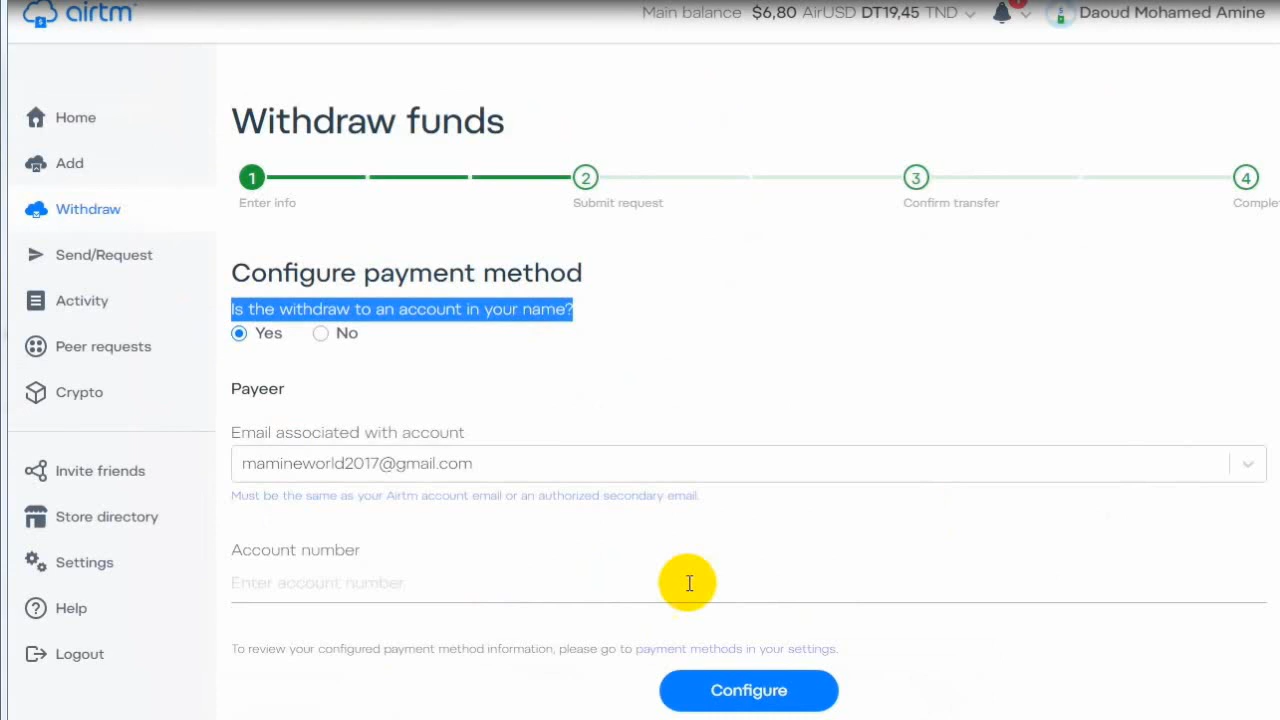 airtm
Main balance $6,80 AirUSD DT19,45 TND
Daoud Mohamed Amine
Home
Add
Withdraw
Send/Request
Activity
Peer requests
Crypto
Invite friends
Store directory
Settings
Help
Logout
Withdraw funds
1 2 3 4
Enter info Submit request Confirm transfer Comple
Configure payment method
Is the withdraw to an account in your name?
Yes No
Payeer
Email associated with account
mamineworld2017@gmail.com
Must be the same as your Airtm account email or an authorized secondary email.
Account number
Enter account number
To review your configured payment method information, please go to payment methods in your settings.
Configure